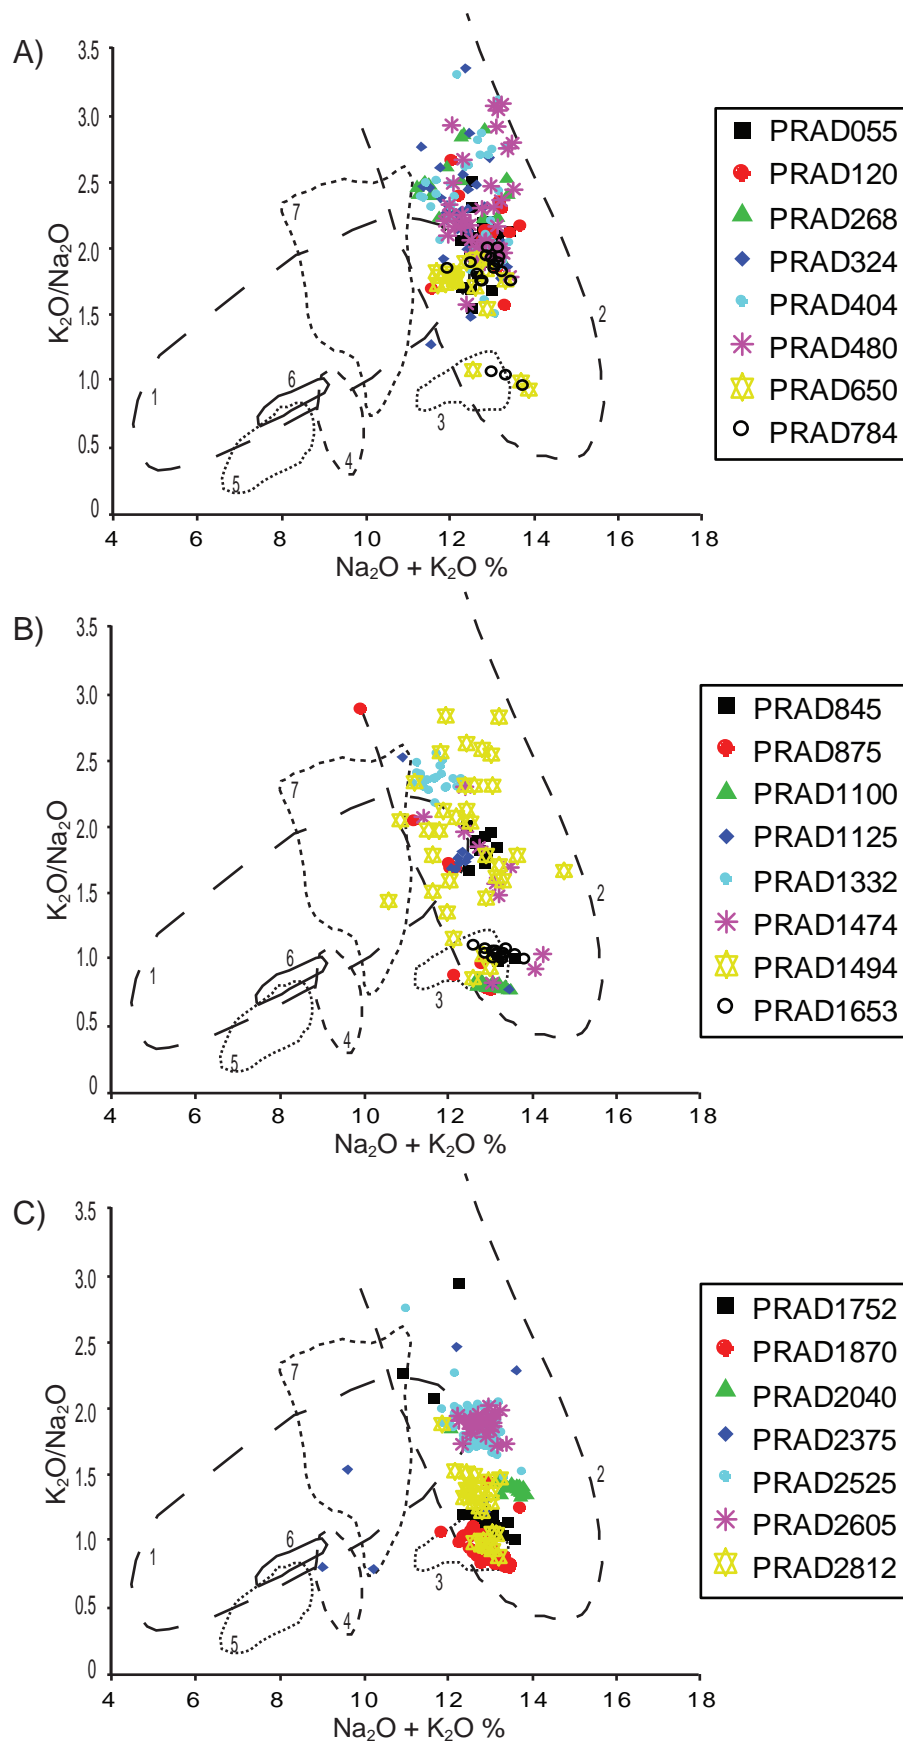 A)
3.5
3.0
2.5
2.0
1.5
1.0
0.5
0
K₂O/Na₂O
7
6
1
5
4
3
2
4 6 8 10 12 14 16 18
Na₂O + K₂O %
PRAD055
PRAD120
PRAD268
PRAD324
PRAD404
PRAD480
PRAD650
PRAD784
B)
3.5
3.0
2.5
2.0
1.5
1.0
0.5
0
K₂O/Na₂O
7
6
1
5
4
3
2
4 6 8 10 12 14 16 18
Na₂O + K₂O %
PRAD845
PRAD875
PRAD1100
PRAD1125
PRAD1332
PRAD1474
PRAD1494
PRAD1653
C)
3.5
3.0
2.5
2.0
1.5
1.0
0.5
0
K₂O/Na₂O
7
6
1
5
4
3
2
4 6 8 10 12 14 16 18
Na₂O + K₂O %
PRAD1752
PRAD1870
PRAD2040
PRAD2375
PRAD2525
PRAD2605
PRAD2812